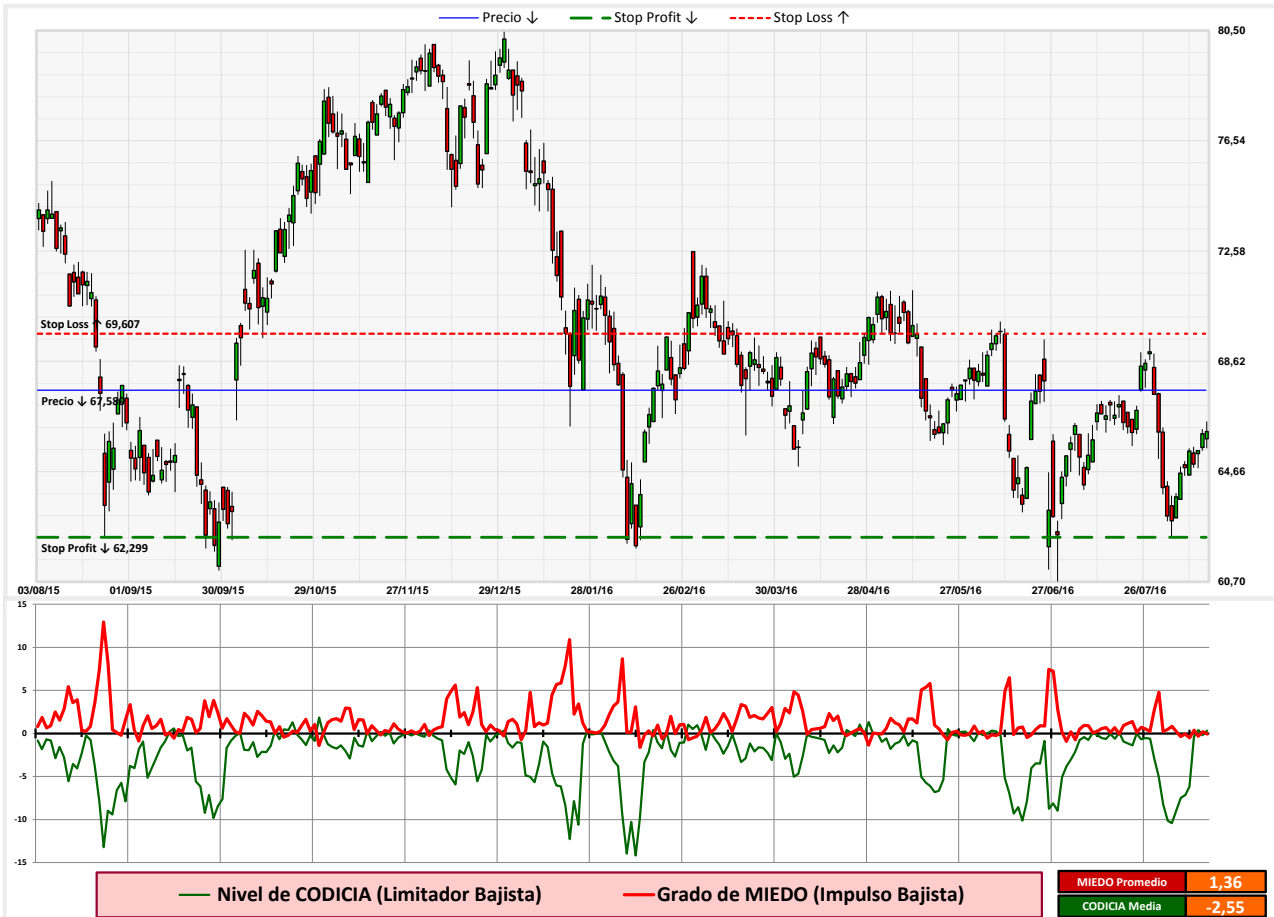 Precio ↓ Stop Profit ↓ Stop Loss ↑
80,50
76,54
72,58
Stop Loss ↑ 69,607
68,62
Precio ↓ 67,580
64,66
Stop Profit ↓ 62,299
60,70
03/08/15 01/09/15 30/09/15 29/10/15 27/11/15 29/12/15 28/01/16 26/02/16 30/03/16 28/04/16 27/05/16 27/06/16 26/07/16
15
10
5
0
-5
-10
-15
Nivel de CODICIA (Limitador Bajista) Grado de MIEDO (Impulso Bajista)
MIEDO Promedio 1,36
CODICIA Media -2,55